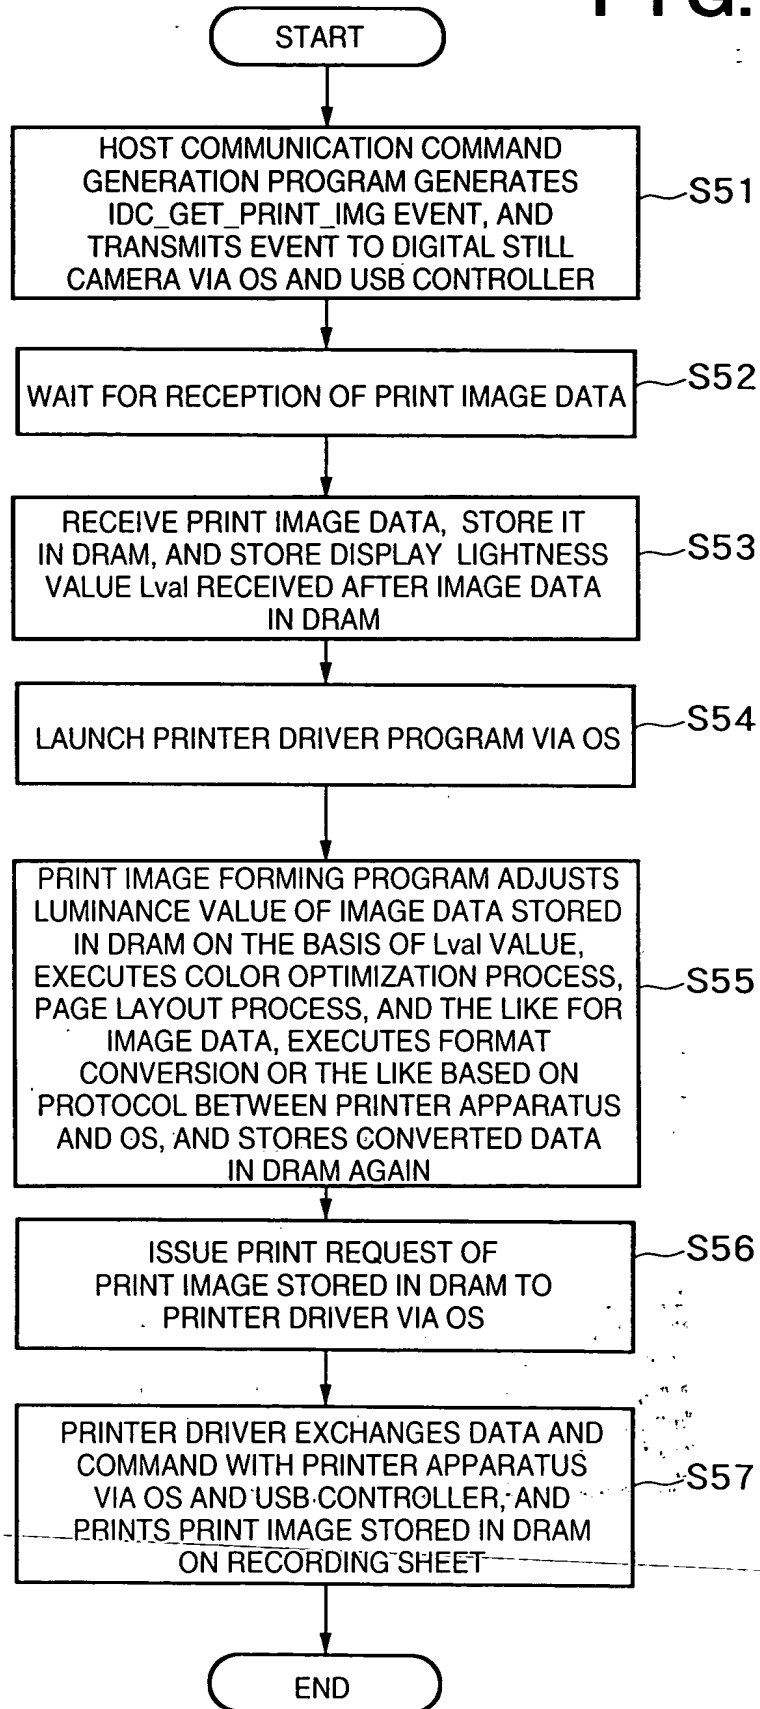 FIG.
START
HOST COMMUNICATION COMMAND
GENERATION PROGRAM GENERATES
IDC_GET_PRINT_IMG EVENT, AND
TRANSMITS EVENT TO DIGITAL STILL
CAMERA VIA OS AND USB CONTROLLER
S51
WAIT FOR RECEPTION OF PRINT IMAGE DATA
S52
RECEIVE PRINT IMAGE DATA, STORE IT
IN DRAM, AND STORE DISPLAY LIGHTNESS
VALUE Lval RECEIVED AFTER IMAGE DATA
IN DRAM
S53
LAUNCH PRINTER DRIVER PROGRAM VIA OS
S54
PRINT IMAGE FORMING PROGRAM ADJUSTS
LUMINANCE VALUE OF IMAGE DATA STORED
IN DRAM ON THE BASIS OF Lval VALUE,
EXECUTES COLOR OPTIMIZATION PROCESS,
PAGE LAYOUT PROCESS, AND THE LIKE FOR
IMAGE DATA, EXECUTES FORMAT
CONVERSION OR THE LIKE BASED ON
PROTOCOL BETWEEN PRINTER APPARATUS
AND OS, AND STORES CONVERTED DATA
IN DRAM AGAIN
S55
ISSUE PRINT REQUEST OF
PRINT IMAGE STORED IN DRAM TO
PRINTER DRIVER VIA OS
S56
PRINTER DRIVER EXCHANGES DATA AND
COMMAND WITH PRINTER APPARATUS
VIA OS AND USB CONTROLLER, AND
PRINTS PRINT IMAGE STORED IN DRAM
ON RECORDING SHEET
S57
END